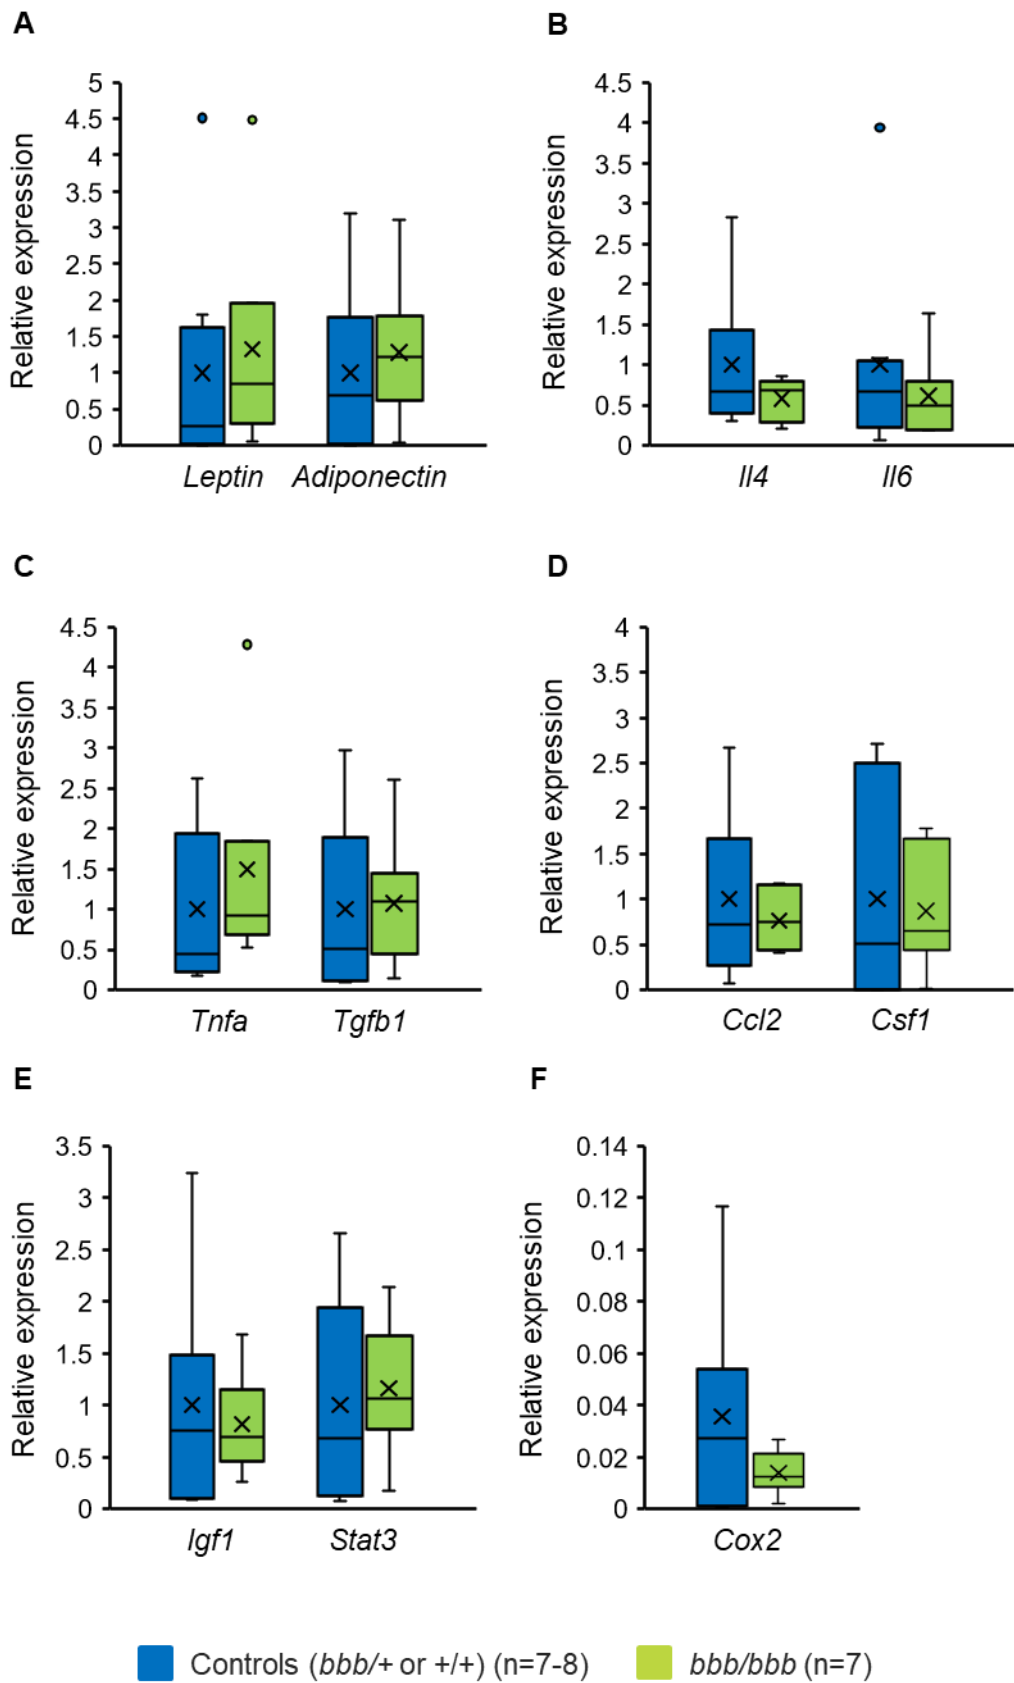 A
B
5
4.5
4
3.5
3
2.5
2
1.5
1
0.5
0
Relative expression
Leptin Adiponectin
4.5
4
3.5
3
2.5
2
1.5
1
0.5
0
Relative expression
Il4 Il6
C
D
4.5
4
3.5
3
2.5
2
1.5
1
0.5
0
Relative expression
Tnfa Tgfb1
4
3.5
3
2.5
2
1.5
1
0.5
0
Relative expression
Ccl2 Csf1
E
F
3.5
3
2.5
2
1.5
1
0.5
0
Relative expression
Igf1 Stat3
0.14
0.12
0.1
0.08
0.06
0.04
0.02
0
Relative expression
Cox2
Controls (bbb/+ or +/+) (n=7-8) bbb/bbb (n=7)